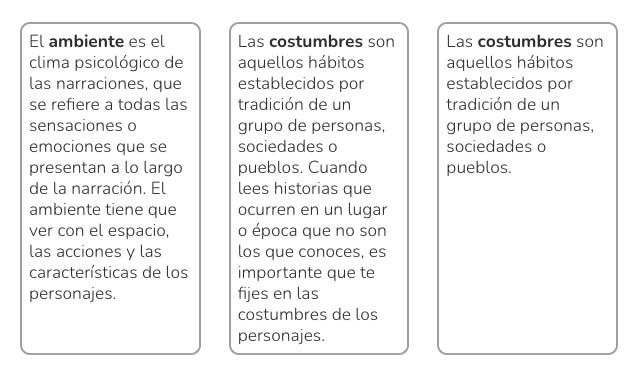 El ambiente es el
clima psicológico de
las narraciones, que
se refiere a todas las
sensaciones o
emociones que se
presentan a lo largo
de la narración. El
ambiente tiene que
ver con el espacio,
las acciones y las
características de los
personajes.
Las costumbres son
aquellos hábitos
establecidos por
tradición de un
grupo de personas,
sociedades o
pueblos. Cuando
lees historias que
ocurren en un lugar
o época que no son
los que conoces, es
importante que te
fijes en las
costumbres de los
personajes.
Las costumbres son
aquellos hábitos
establecidos por
tradición de un
grupo de personas,
sociedades o
pueblos.